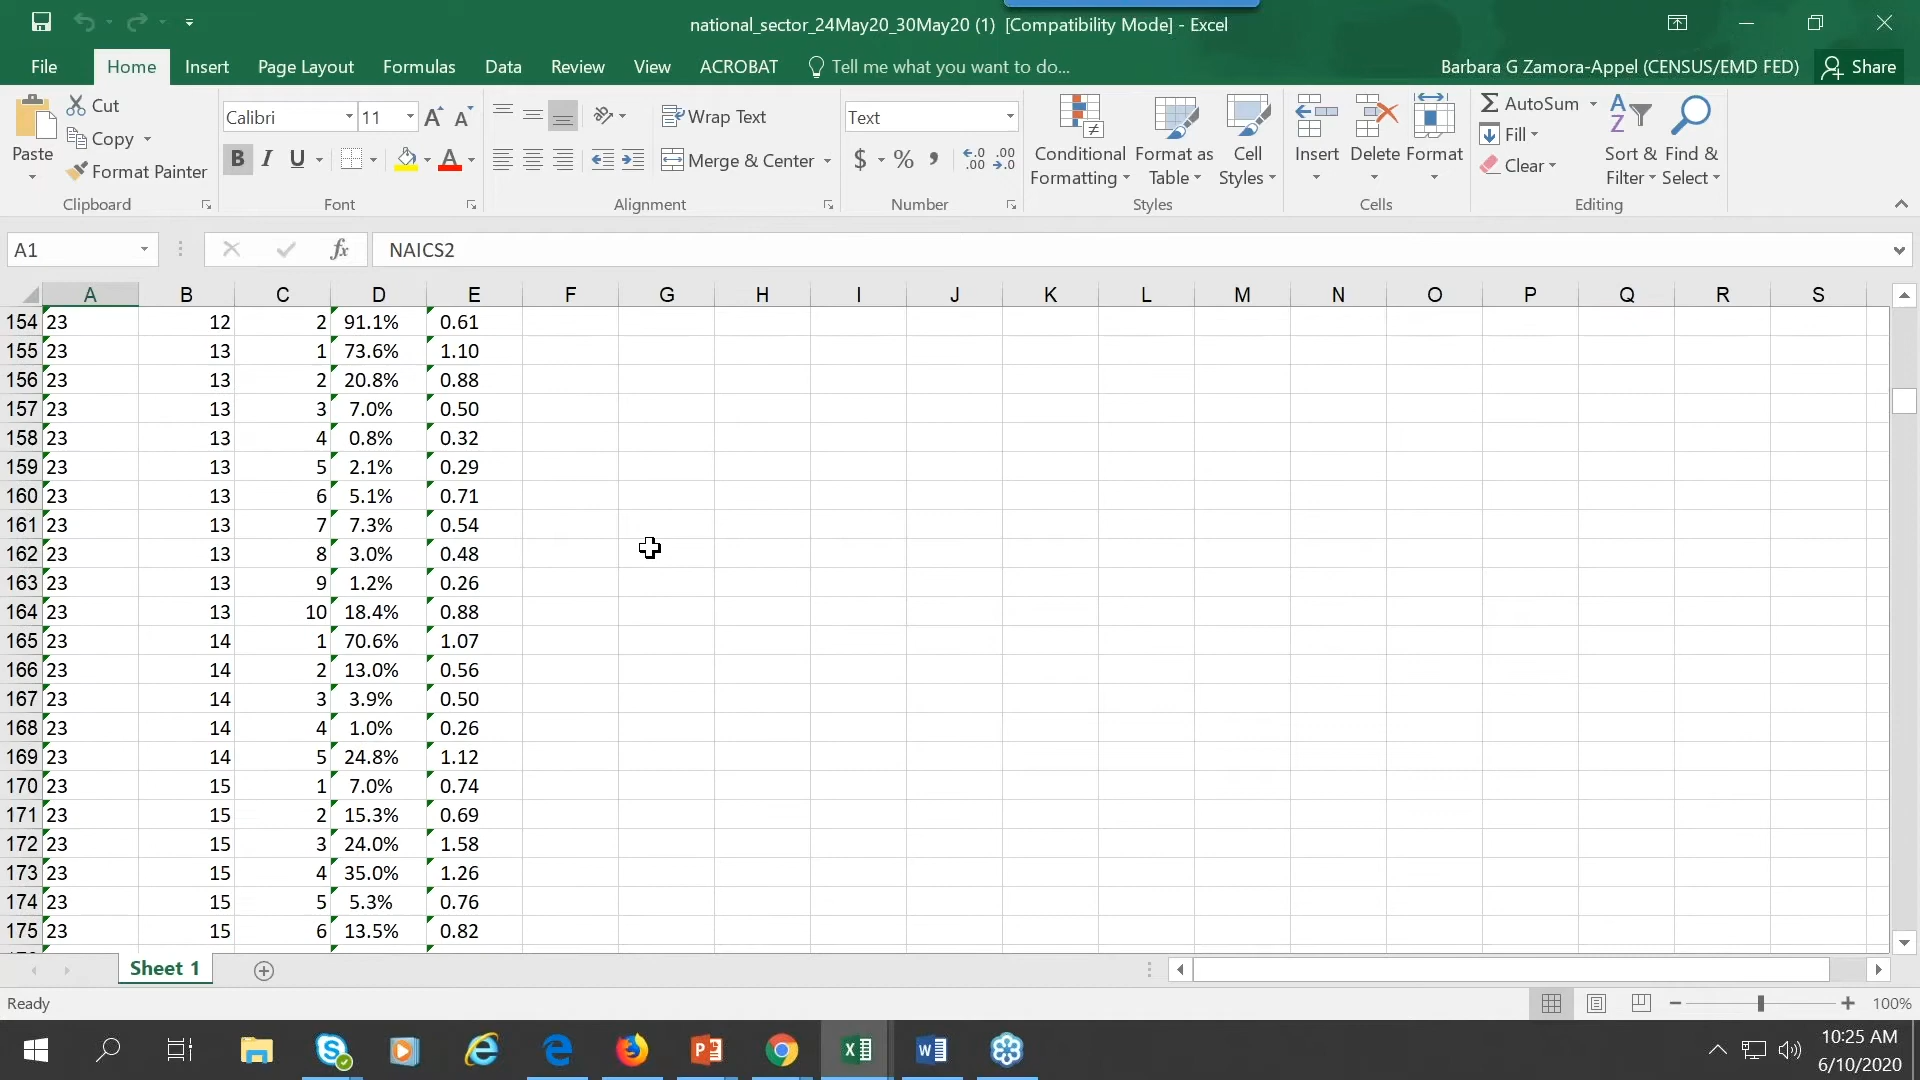 national_sector_24May20_30May20 (1) [Compatibility Mode] - Excel
File Home Insert Page Layout Formulas Data Review View ACROBAT Tell me what you want to do... Barbara G Zamora-Appel (CENSUS/EMD FED) Share
Paste
Cut
Copy
Format Painter
Clipboard
Calibri 11
B I U
Font
Wrap Text
Merge & Center
Alignment
Text
$ % ,
Number
Conditional Formatting
Format as Table
Cell Styles
Styles
Insert Delete Format
Cells
AutoSum
Fill
Clear
Sort & Filter
Find & Select
Editing
A1 fx NAICS2
A B C D E F G H I J K L M N O P Q R S
154 23 12 2 91.1% 0.61
155 23 13 1 73.6% 1.10
156 23 13 2 20.8% 0.88
157 23 13 3 7.0% 0.50
158 23 13 4 0.8% 0.32
159 23 13 5 2.1% 0.29
160 23 13 6 5.1% 0.71
161 23 13 7 7.3% 0.54
162 23 13 8 3.0% 0.48
163 23 13 9 1.2% 0.26
164 23 13 10 18.4% 0.88
165 23 14 1 70.6% 1.07
166 23 14 2 13.0% 0.56
167 23 14 3 3.9% 0.50
168 23 14 4 1.0% 0.26
169 23 14 5 24.8% 1.12
170 23 15 1 7.0% 0.74
171 23 15 2 15.3% 0.69
172 23 15 3 24.0% 1.58
173 23 15 4 35.0% 1.26
174 23 15 5 5.3% 0.76
175 23 15 6 13.5% 0.82
Sheet 1
Ready 100%
10:25 AM
6/10/2020